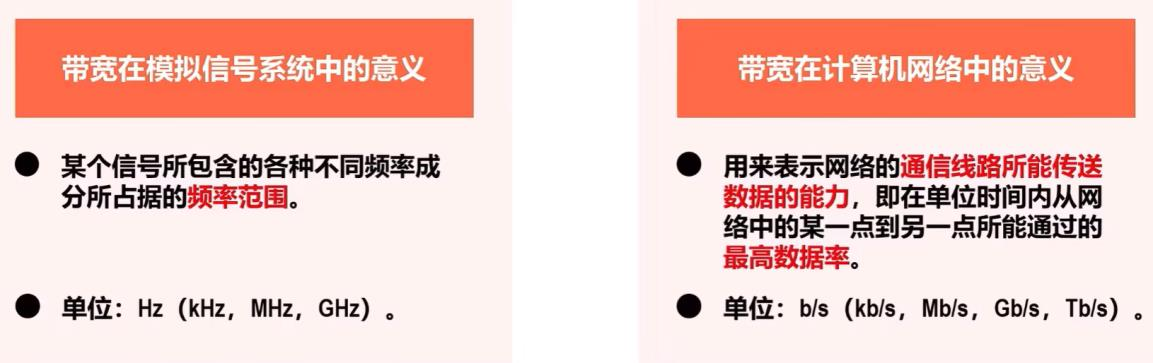 带宽在模拟信号系统中的意义
● 某个信号所包含的各种不同频率成
分所占据的频率范围。
● 单位：Hz（kHz，MHz，GHz）。
带宽在计算机网络中的意义
● 用来表示网络的通信线路所能传送
数据的能力，即在单位时间内从网
络中的某一点到另一点所能通过的
最高数据率。
● 单位：b/s（kb/s，Mb/s，Gb/s，Tb/s）。